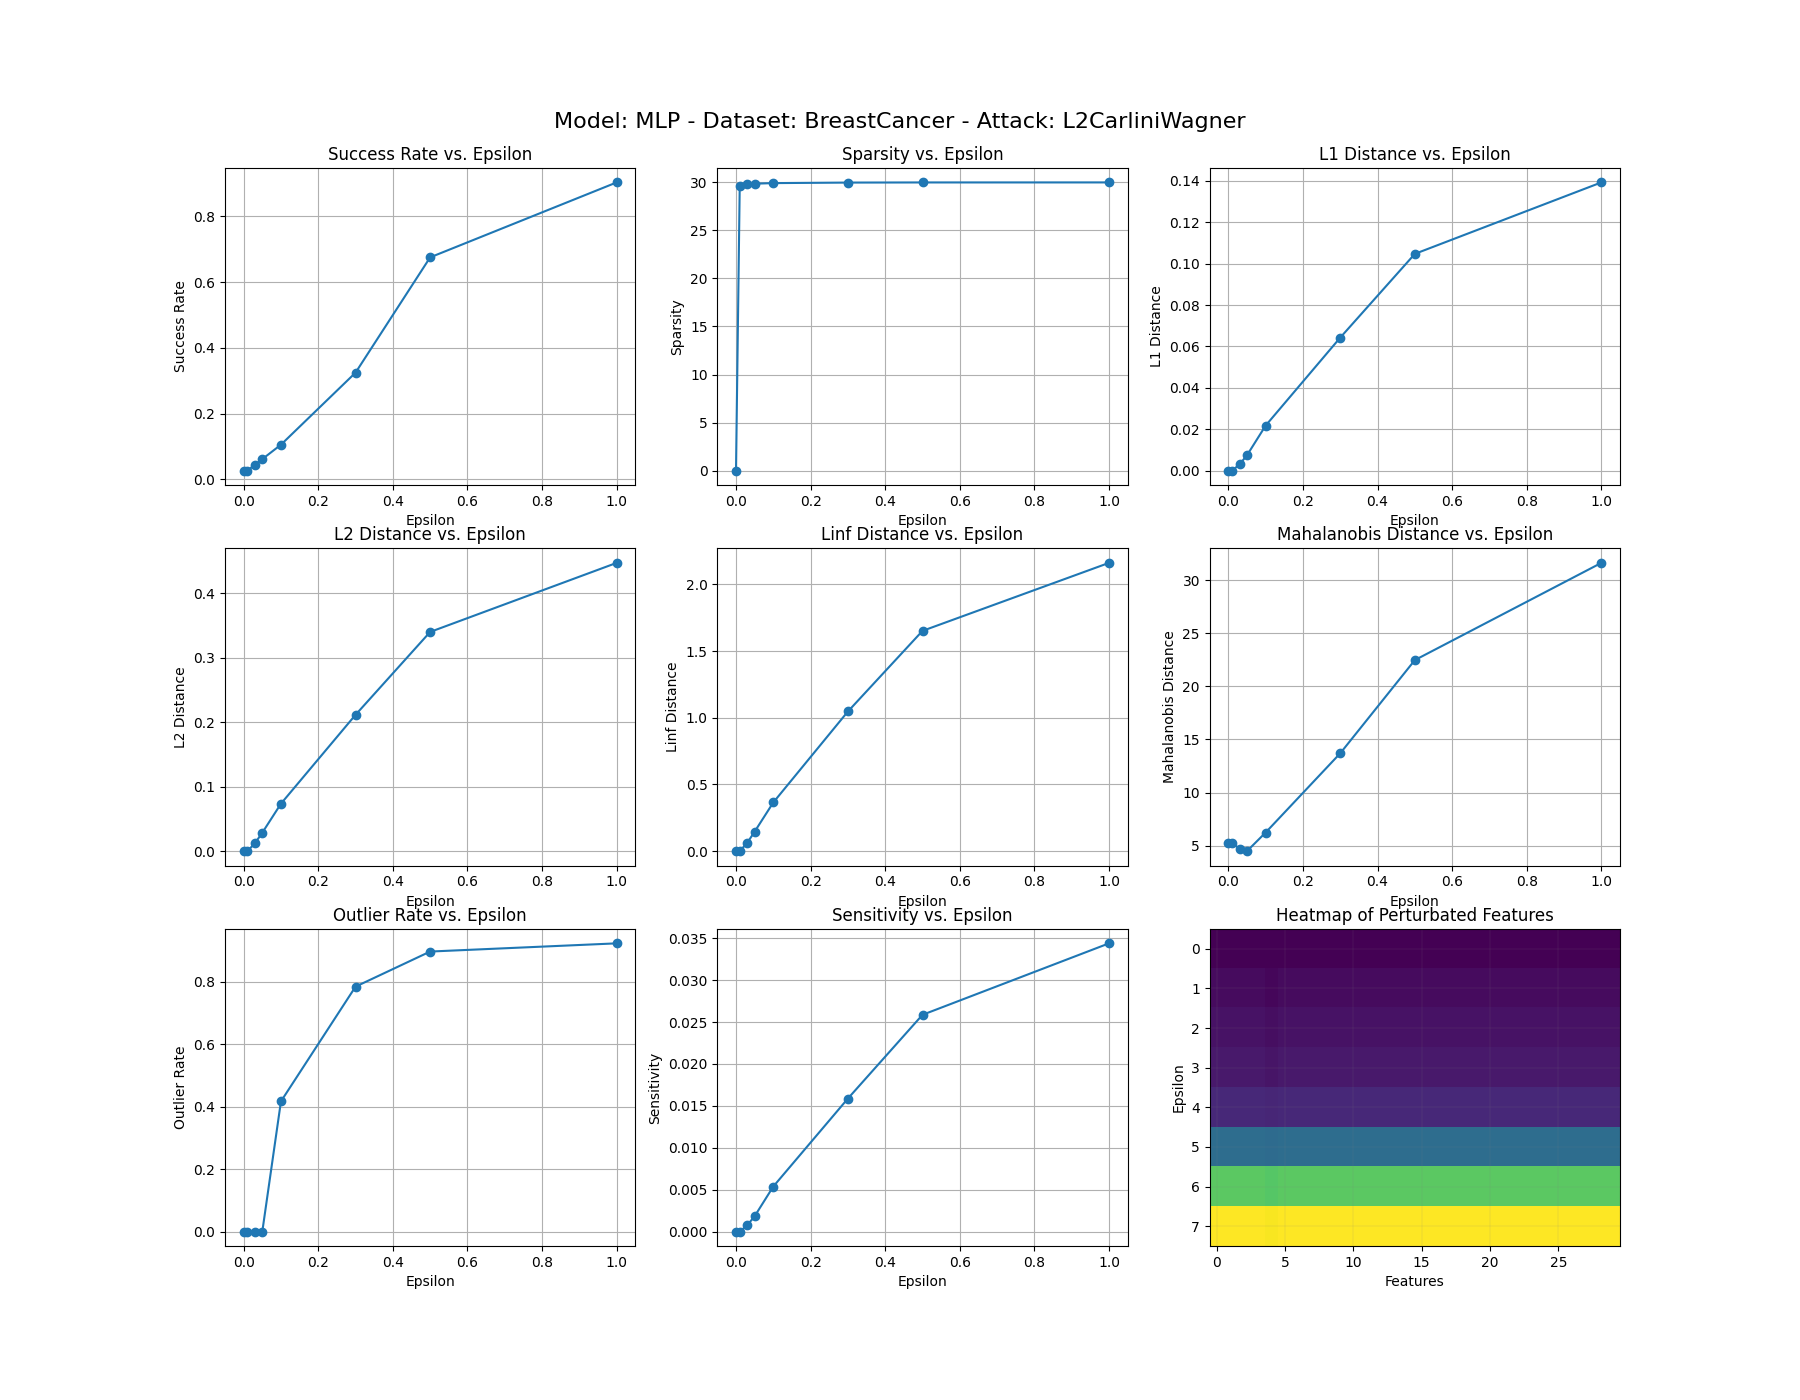 Model: MLP - Dataset: BreastCancer - Attack: L2CarliniWagner
Success Rate vs. Epsilon
Success Rate
0.8
0.6
0.4
0.2
0.0
0.0 0.2 0.4 0.6 0.8 1.0
Epsilon
Sparsity vs. Epsilon
Sparsity
30
25
20
15
10
5
0
0.0 0.2 0.4 0.6 0.8 1.0
Epsilon
L1 Distance vs. Epsilon
L1 Distance
0.14
0.12
0.10
0.08
0.06
0.04
0.02
0.00
0.0 0.2 0.4 0.6 0.8 1.0
Epsilon
L2 Distance vs. Epsilon
L2 Distance
0.4
0.3
0.2
0.1
0.0
0.0 0.2 0.4 0.6 0.8 1.0
Epsilon
Linf Distance vs. Epsilon
Linf Distance
2.0
1.5
1.0
0.5
0.0
0.0 0.2 0.4 0.6 0.8 1.0
Epsilon
Mahalanobis Distance vs. Epsilon
Mahalanobis Distance
30
25
20
15
10
5
0.0 0.2 0.4 0.6 0.8 1.0
Epsilon
Outlier Rate vs. Epsilon
Outlier Rate
0.8
0.6
0.4
0.2
0.0
0.0 0.2 0.4 0.6 0.8 1.0
Epsilon
Sensitivity vs. Epsilon
Sensitivity
0.035
0.030
0.025
0.020
0.015
0.010
0.005
0.000
0.0 0.2 0.4 0.6 0.8 1.0
Epsilon
Heatmap of Perturbated Features
Epsilon
0
1
2
3
4
5
6
7
0 5 10 15 20 25
Features